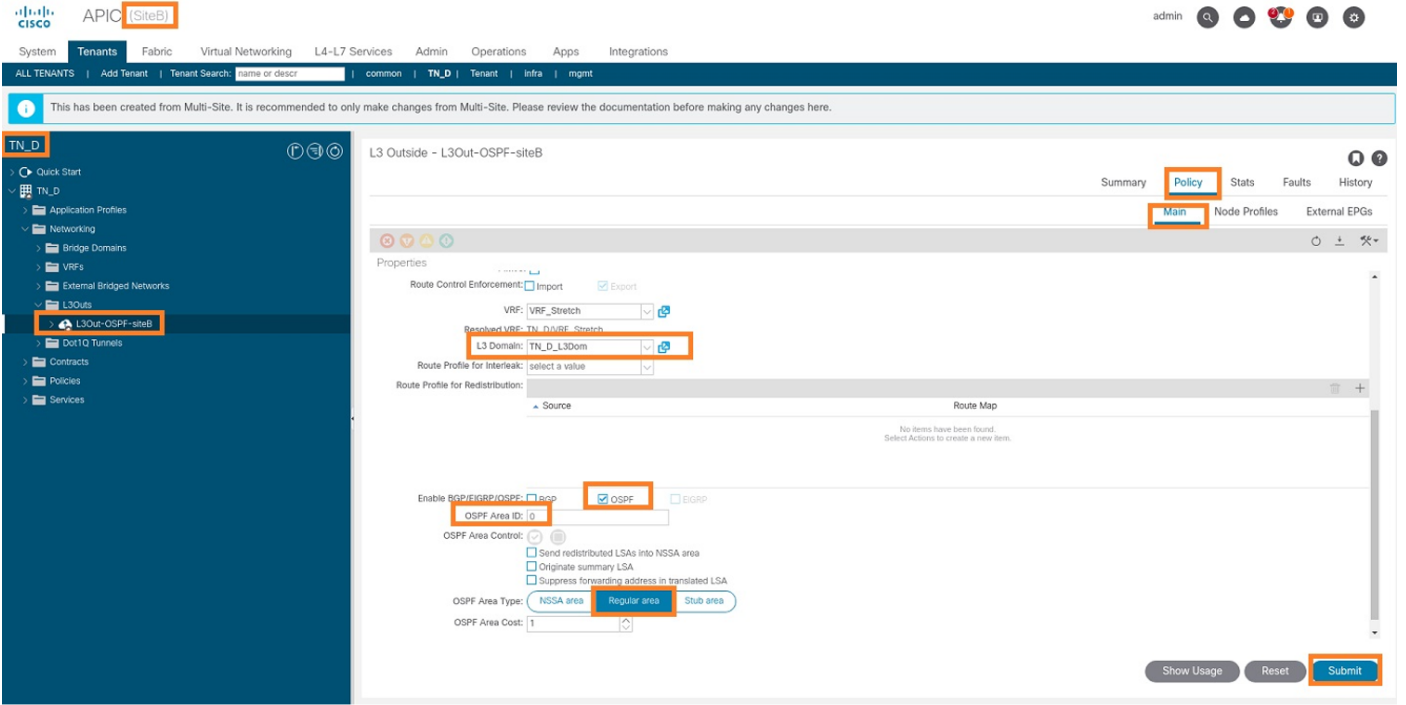 cisco
APIC (SiteB)
admin
System Tenants Fabric Virtual Networking L4-L7 Services Admin Operations Apps Integrations
ALL TENANTS | Add Tenant | Tenant Search: name or descr | common | TN_D | Tenant | infra | mgmt
This has been created from Multi-Site. It is recommended to only make changes from Multi-Site. Please review the documentation before making any changes here.
TN_D
Quick Start
TN_D
Application Profiles
Networking
Bridge Domains
VRFs
External Bridged Networks
L3Outs
L3Out-OSPF-siteB
Dot1Q Tunnels
Contracts
Policies
Services
L3 Outside - L3Out-OSPF-siteB
Summary Policy Stats Faults History
Main Node Profiles External EPGs
Properties
Route Control Enforcement: Import Export
VRF: VRF_Stretch
Resolved VRF: TN_D/VRF_Stretch
L3 Domain: TN_D_L3Dom
Route Profile for Interleak: select a value
Route Profile for Redistribution:
Source Route Map
No items have been found.
Select Actions to create a new item.
Enable BGP/EIGRP/OSPF: BGP OSPF EIGRP
OSPF Area ID: 0
OSPF Area Control:
Send redistributed LSAs into NSSA area
Originate summary LSA
Suppress forwarding address in translated LSA
OSPF Area Type: NSSA area Regular area Stub area
OSPF Area Cost: 1
Show Usage Reset Submit